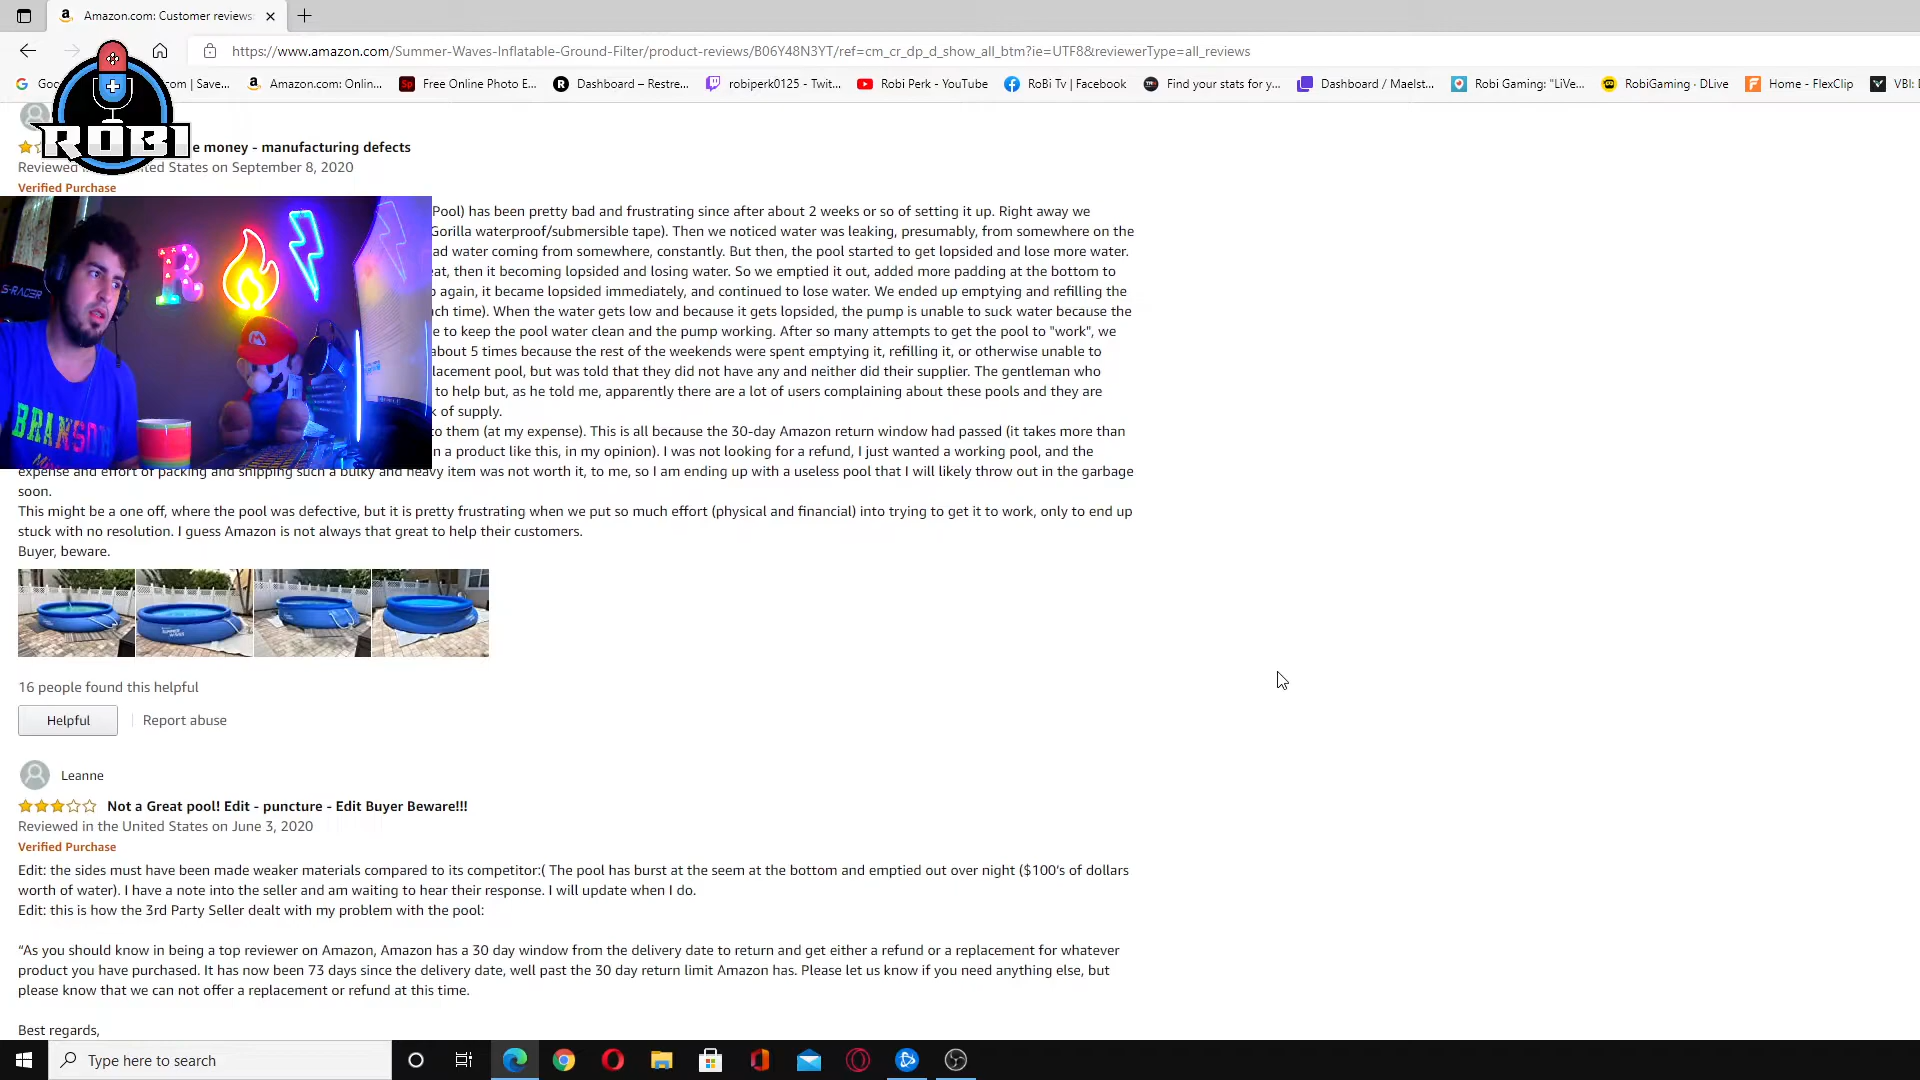 Amazon.com: Customer reviews
https://www.amazon.com/Summer-Waves-Inflatable-Ground-Filter/product-reviews/B06Y48N3YT/ref=cm_cr_dp_d_show_all_btm?ie=UTF8&reviewerType=all_reviews
Goo com | Save... Amazon.com: Onlin... Free Online Photo E... Dashboard – Restre... robiperk0125 - Twit... Robi Perk - YouTube RoBi Tv | Facebook Find your stats for y... Dashboard / Maelst... Robi Gaming: "LiVe... RobiGaming · DLive Home - FlexClip VBI:
ROBI
e money - manufacturing defects
Reviewed ted States on September 8, 2020
Verified Purchase
Pool) has been pretty bad and frustrating since after about 2 weeks or so of setting it up. Right away we
Gorilla waterproof/submersible tape). Then we noticed water was leaking, presumably, from somewhere on the
ad water coming from somewhere, constantly. But then, the pool started to get lopsided and lose more water.
eat, then it becoming lopsided and losing water. So we emptied it out, added more padding at the bottom to
again, it became lopsided immediately, and continued to lose water. We ended up emptying and refilling the
ch time). When the water gets low and because it gets lopsided, the pump is unable to suck water because the
e to keep the pool water clean and the pump working. After so many attempts to get the pool to "work", we
about 5 times because the rest of the weekends were spent emptying it, refilling it, or otherwise unable to
lacement pool, but was told that they did not have any and neither did their supplier. The gentleman who
to help but, as he told me, apparently there are a lot of users complaining about these pools and they are
k of supply.
to them (at my expense). This is all because the 30-day Amazon return window had passed (it takes more than
n a product like this, in my opinion). I was not looking for a refund, I just wanted a working pool, and the
expense and effort of packing and shipping such a bulky and heavy item was not worth it, to me, so I am ending up with a useless pool that I will likely throw out in the garbage
soon.
This might be a one off, where the pool was defective, but it is pretty frustrating when we put so much effort (physical and financial) into trying to get it to work, only to end up
stuck with no resolution. I guess Amazon is not always that great to help their customers.
Buyer, beware.
S-RACER
R
BRANSON
SUMMER WAVES
16 people found this helpful
Helpful
Report abuse
Leanne
Not a Great pool! Edit - puncture - Edit Buyer Beware!!!
Reviewed in the United States on June 3, 2020
Verified Purchase
Edit: the sides must have been made weaker materials compared to its competitor:( The pool has burst at the seem at the bottom and emptied out over night ($100's of dollars
worth of water). I have a note into the seller and am waiting to hear their response. I will update when I do.
Edit: this is how the 3rd Party Seller dealt with my problem with the pool:
“As you should know in being a top reviewer on Amazon, Amazon has a 30 day window from the delivery date to return and get either a refund or a replacement for whatever
product you have purchased. It has now been 73 days since the delivery date, well past the 30 day return limit Amazon has. Please let us know if you need anything else, but
please know that we can not offer a replacement or refund at this time.
Best regards,
Type here to search